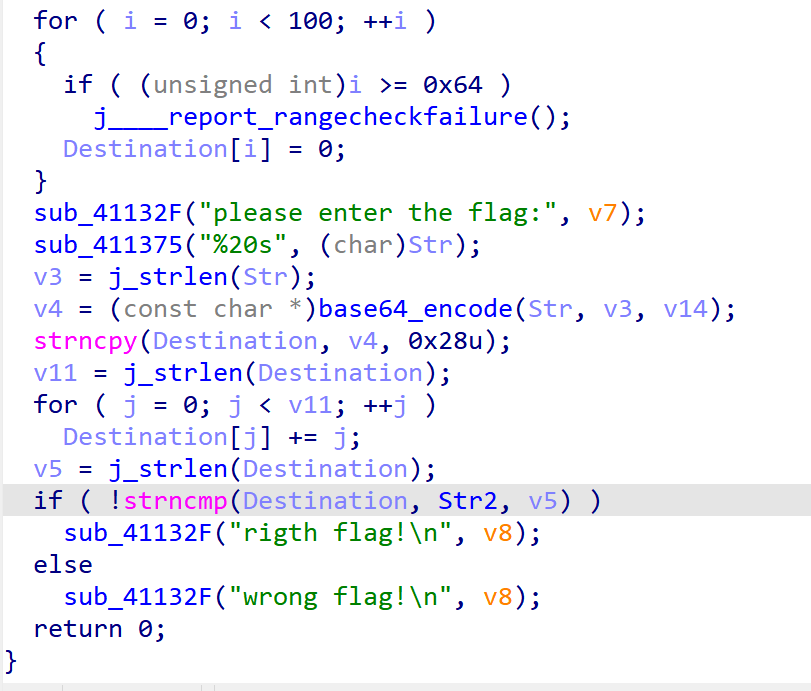 for ( i = 0; i < 100; ++i )
{
if ( (unsigned int)i >= 0x64 )
j____report_rangecheckfailure();
Destination[i] = 0;
}
sub_41132F("please enter the flag:", v7);
sub_411375("%20s", (char)Str);
v3 = j_strlen(Str);
v4 = (const char *)base64_encode(Str, v3, v14);
strncpy(Destination, v4, 0x28u);
v11 = j_strlen(Destination);
for ( j = 0; j < v11; ++j )
Destination[j] += j;
v5 = j_strlen(Destination);
if ( !strncmp(Destination, Str2, v5) )
sub_41132F("rigth flag!\n", v8);
else
sub_41132F("wrong flag!\n", v8);
return 0;
}